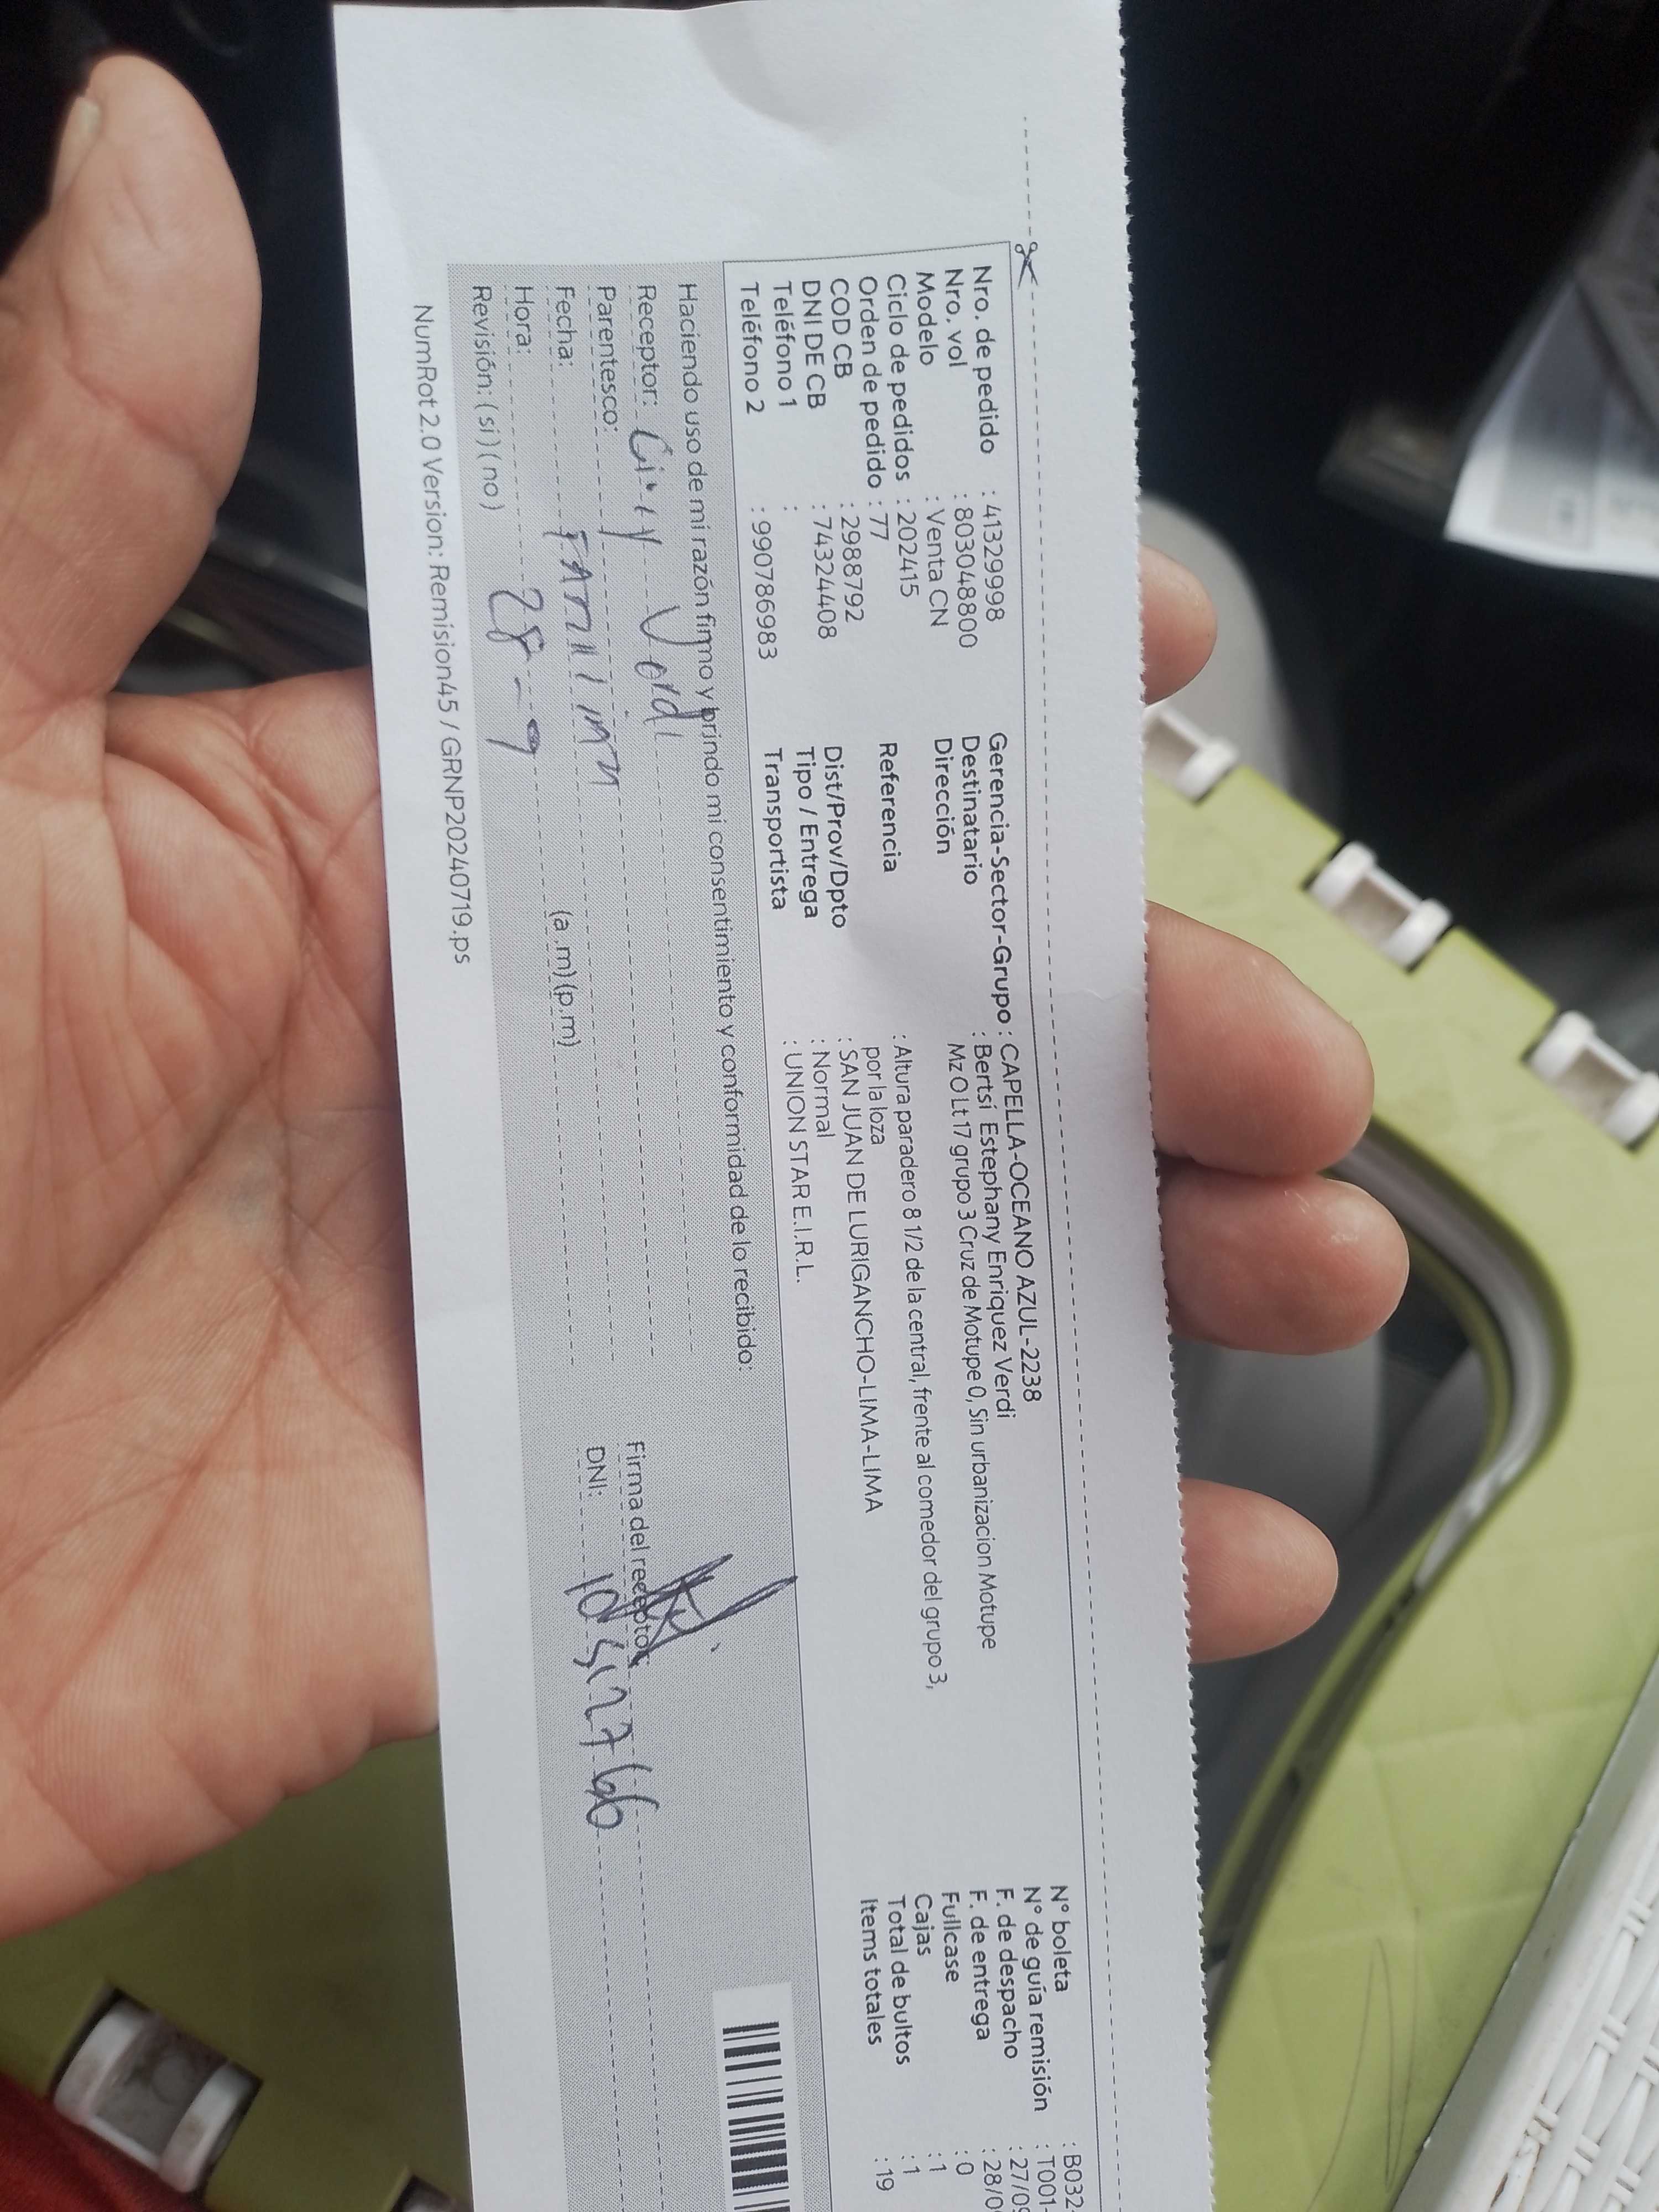 Nro. de pedido : 41329998
Nro. vol : 803048800
Modelo : Venta CN
Ciclo de pedidos : 202415
Orden de pedido : 77
COD CB : 2988792
DNI DE CB : 74324408
Teléfono 1 :
Teléfono 2 : 990786983
Gerencia-Sector-Grupo : CAPELLA-OCEANO AZUL-2238
Destinatario : Bertsi Estephany Enriquez Verdi
Dirección Mz O Lt 17 grupo 3 Cruz de Motupe 0, Sin urbanizacion Motupe
Referencia : Altura paradero 8 1/2 de la central, frente al comedor del grupo 3,
por la loza
Dist/Prov/Dpto : SAN JUAN DE LURIGANCHO-LIMA-LIMA
Tipo / Entrega : Normal
Transportista : UNION STAR E.I.R.L.
N° boleta : B032
N° de guía remisión : T001-
F. de despacho : 27/09
F. de entrega : 28/0
Fullcase : 0
Cajas : 1
Total de bultos : 1
Items totales : 19
Haciendo uso de mi razón firmo y brindo mi consentimiento y conformidad de lo recibido:
Receptor:
Parentesco:
Fecha:
Hora: 28-9 (a.m)(p.m)
Revisión: (si) (no)
Firma del receptor:
DNI:
NumRot 2.0 Version: Remision45 / GRNP20240719.ps